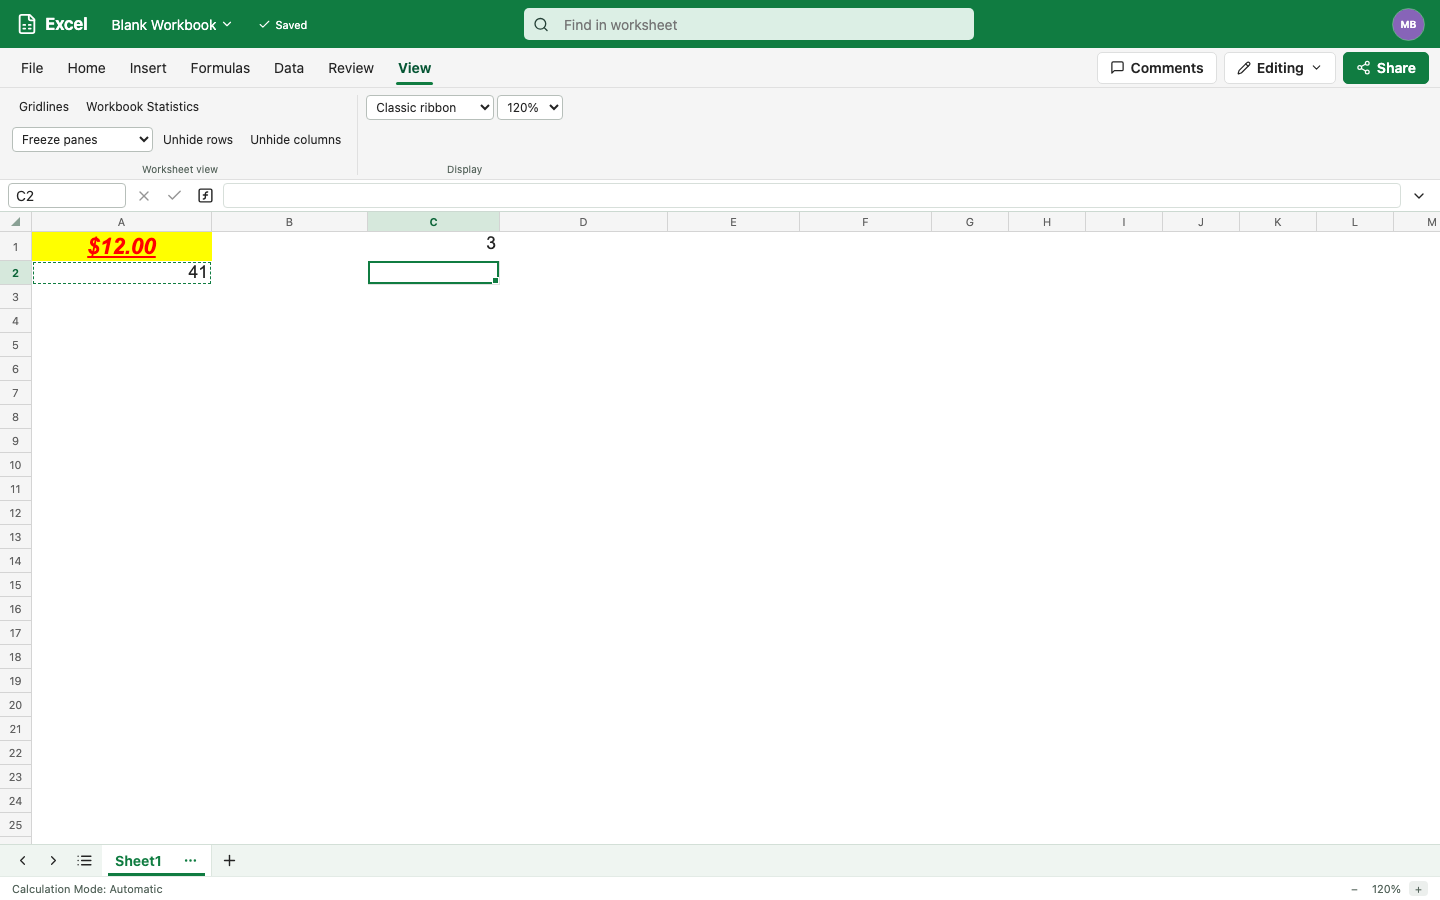 Excel Blank Workbook Saved Find in worksheet MB
File Home Insert Formulas Data Review View Comments Editing Share
Gridlines Workbook Statistics Classic ribbon 120%
Freeze panes Unhide rows Unhide columns
Worksheet view Display
C2
A B C D E F G H I J K L M
1 $12.00 3
2 41
3
4
5
6
7
8
9
10
11
12
13
14
15
16
17
18
19
20
21
22
23
24
25
Sheet1 ... +
Calculation Mode: Automatic − 120% +